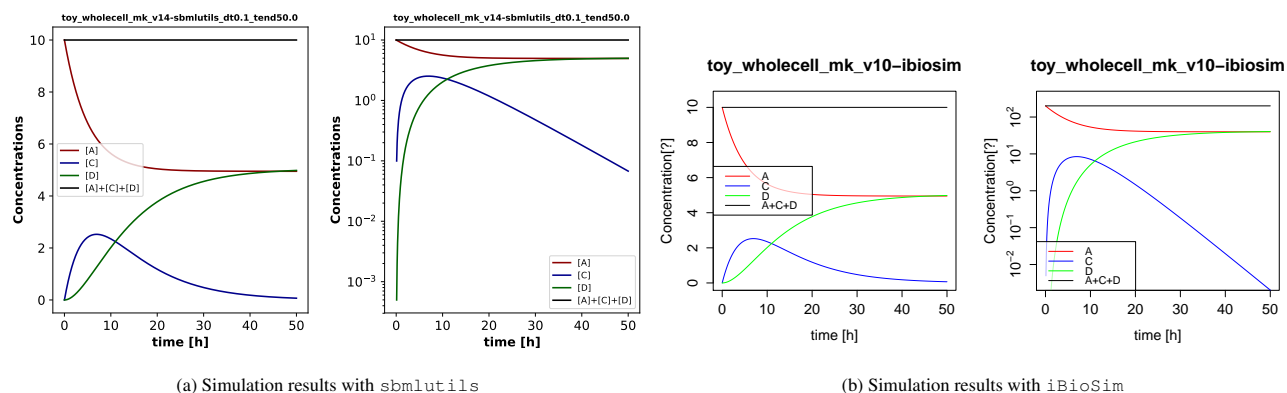 toy_wholecell_mk_v14-sbmlutils_dt0.1_tend50.0
10
8
6
4
2
0
Concentrations
[A]
[C]
[D]
[A]+[C]+[D]
0 10 20 30 40 50
time [h]
toy_wholecell_mk_v14-sbmlutils_dt0.1_tend50.0
10^1
10^0
10^-1
10^-2
10^-3
Concentrations
[A]
[C]
[D]
[A]+[C]+[D]
0 10 20 30 40 50
time [h]
(a) Simulation results with sbmlutils
toy_wholecell_mk_v10-ibiosim
10
8
6
4
2
0
Concentration[?]
A
C
D
A+C+D
0 10 20 30 40 50
time [h]
toy_wholecell_mk_v10-ibiosim
10^2
10^1
10^0
10^-1
10^-2
Concentration[?]
A
C
D
A+C+D
0 10 20 30 40 50
time [h]
(b) Simulation results with iBioSim